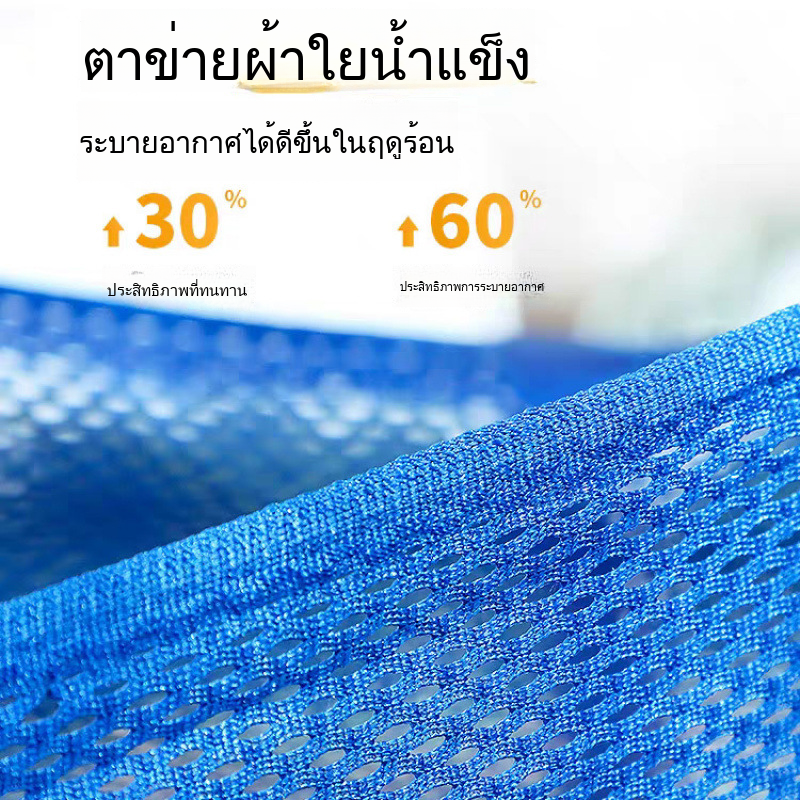 ตาข่ายผ้าใยน้ำแข็ง
ระบายอากาศได้ดีขึ้นในฤดูร้อน
30% 60%
ประสิทธิภาพที่ทนทาน ประสิทธิภาพการระบายอากาศ